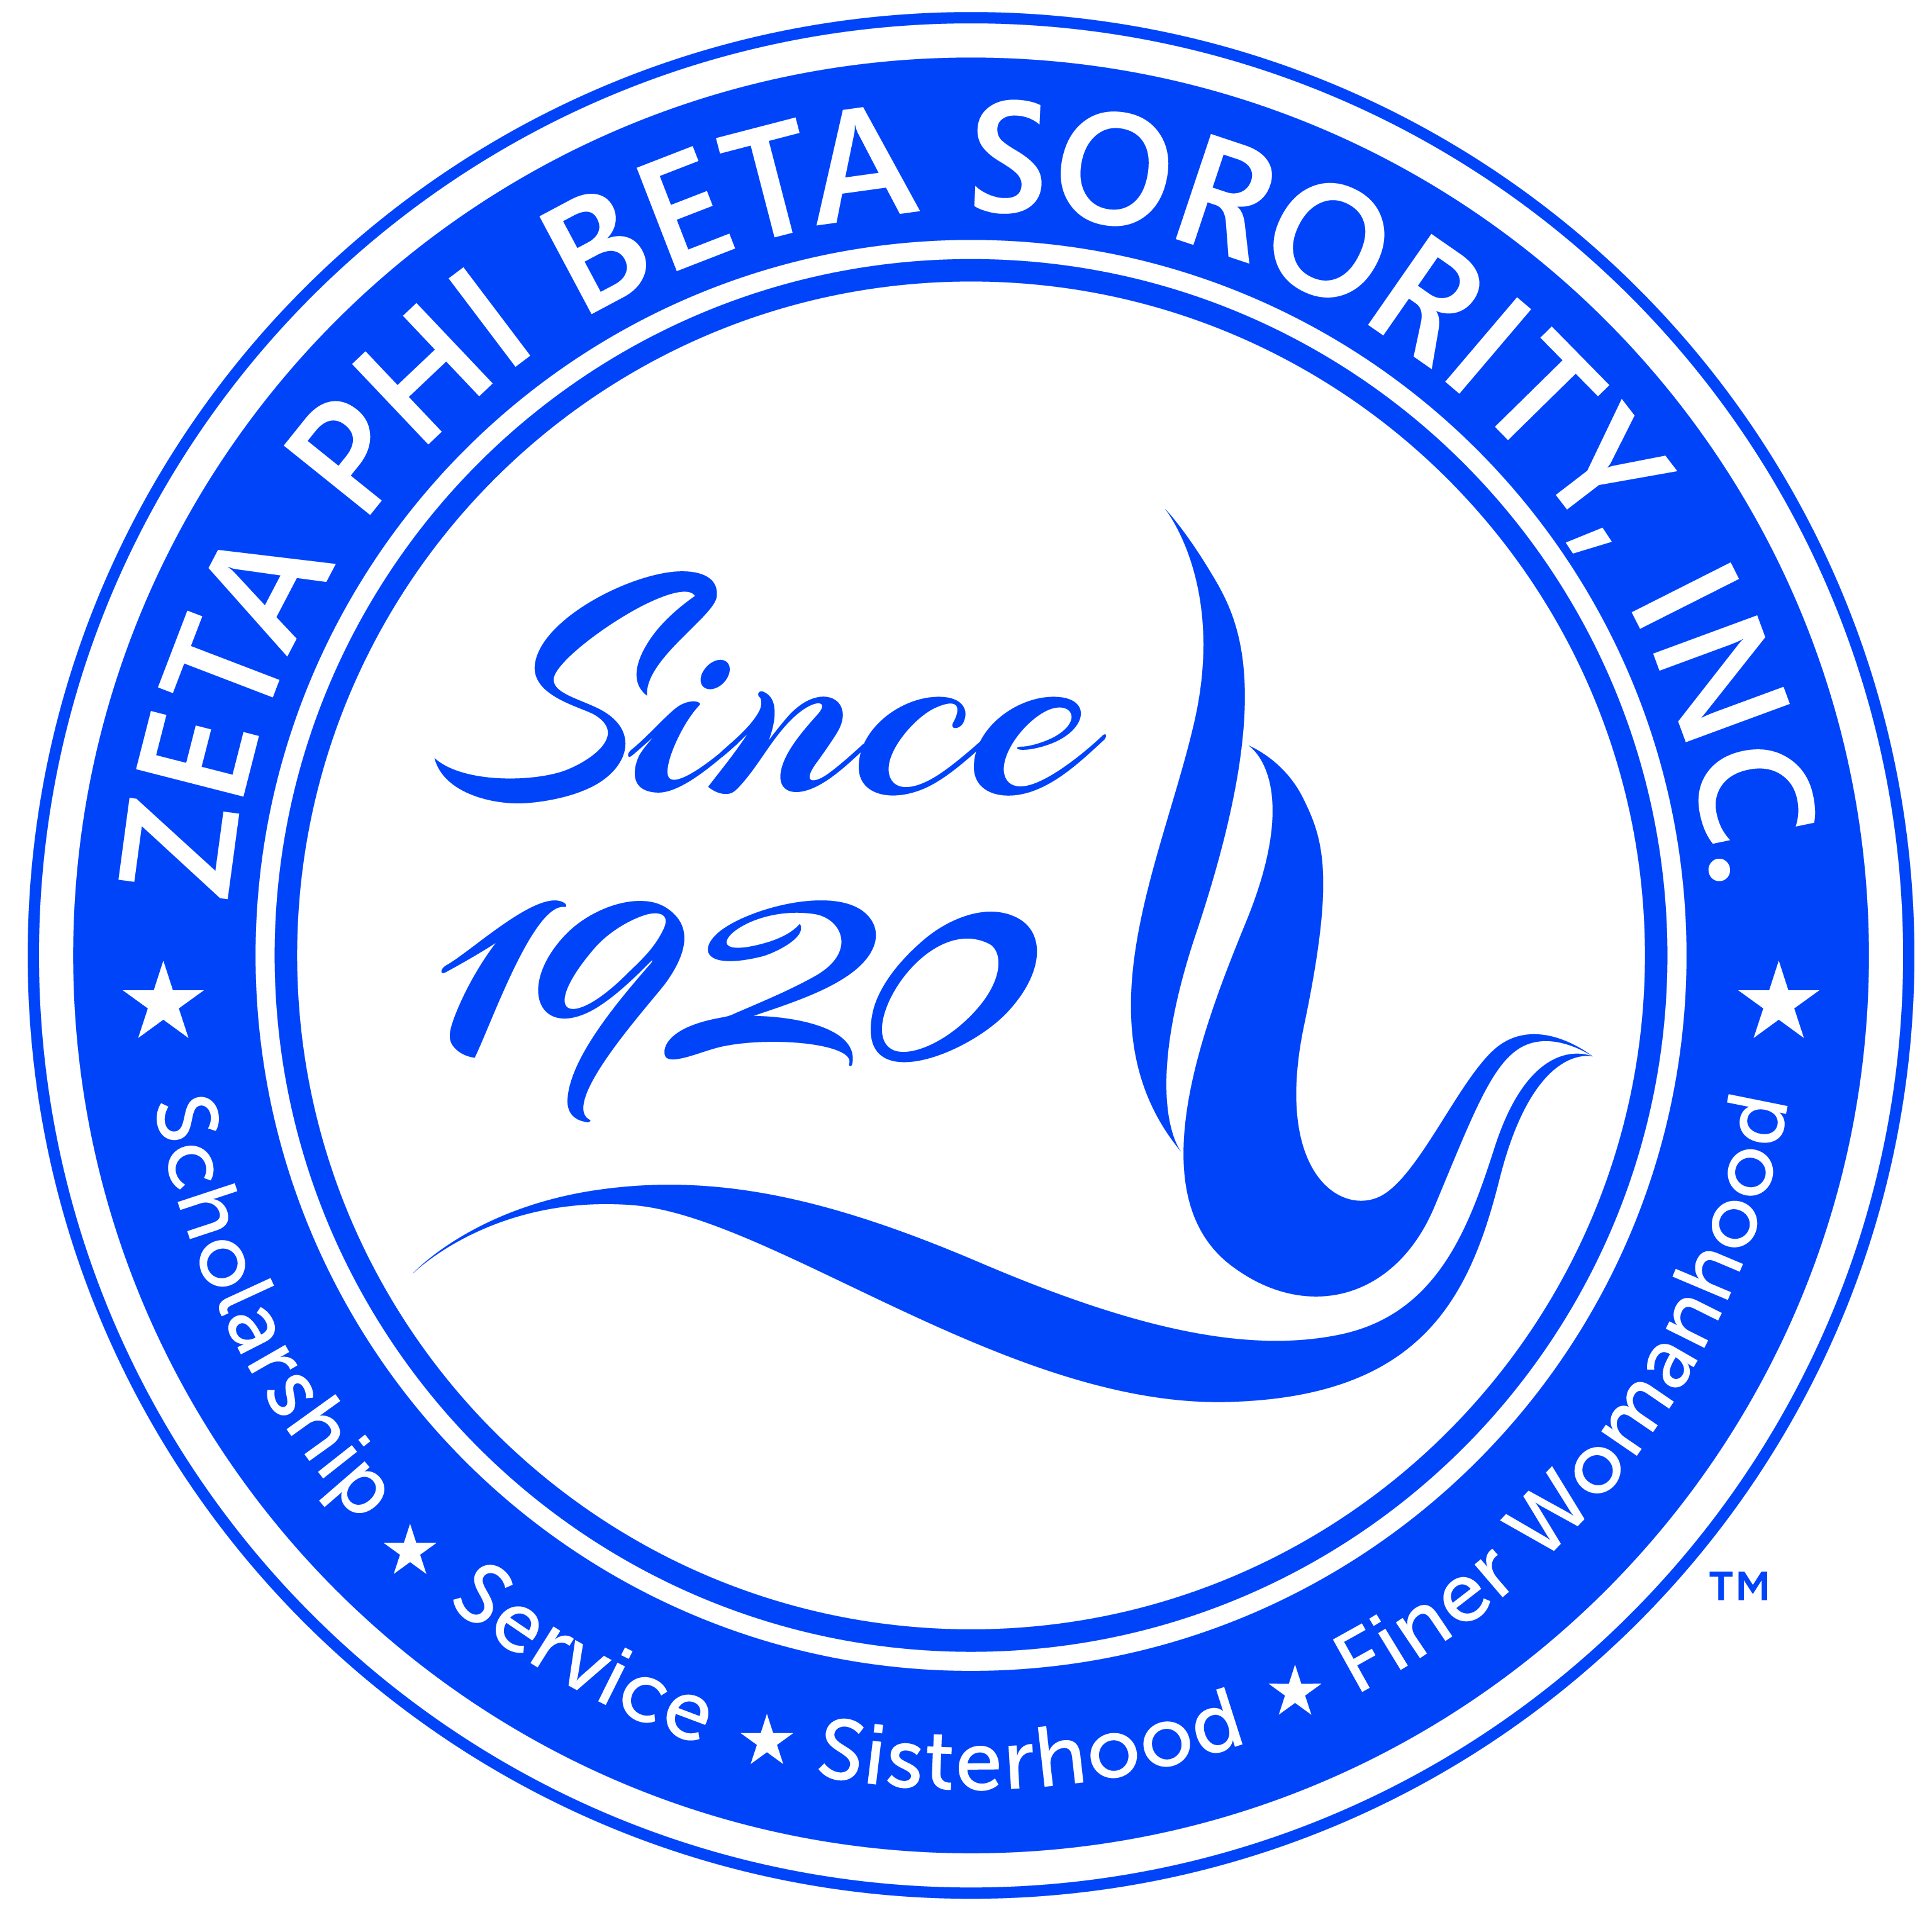 ZETA PHI BETA SORORITY, INC.
Since
1920
Scholarship ★ Service ★ Sisterhood ★ Finer Womanhood
TM